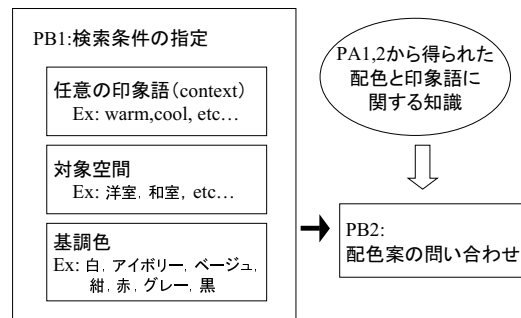 PB1:検索条件の指定
任意の印象語(context)
Ex: warm,cool, etc…
対象空間
Ex: 洋室, 和室, etc…
基調色
Ex: 白, アイボリー, ベージュ,
紺, 赤, グレー, 黒
PA1,2から得られた
配色と印象語に
関する知識
PB2:
配色案の問い合わせ